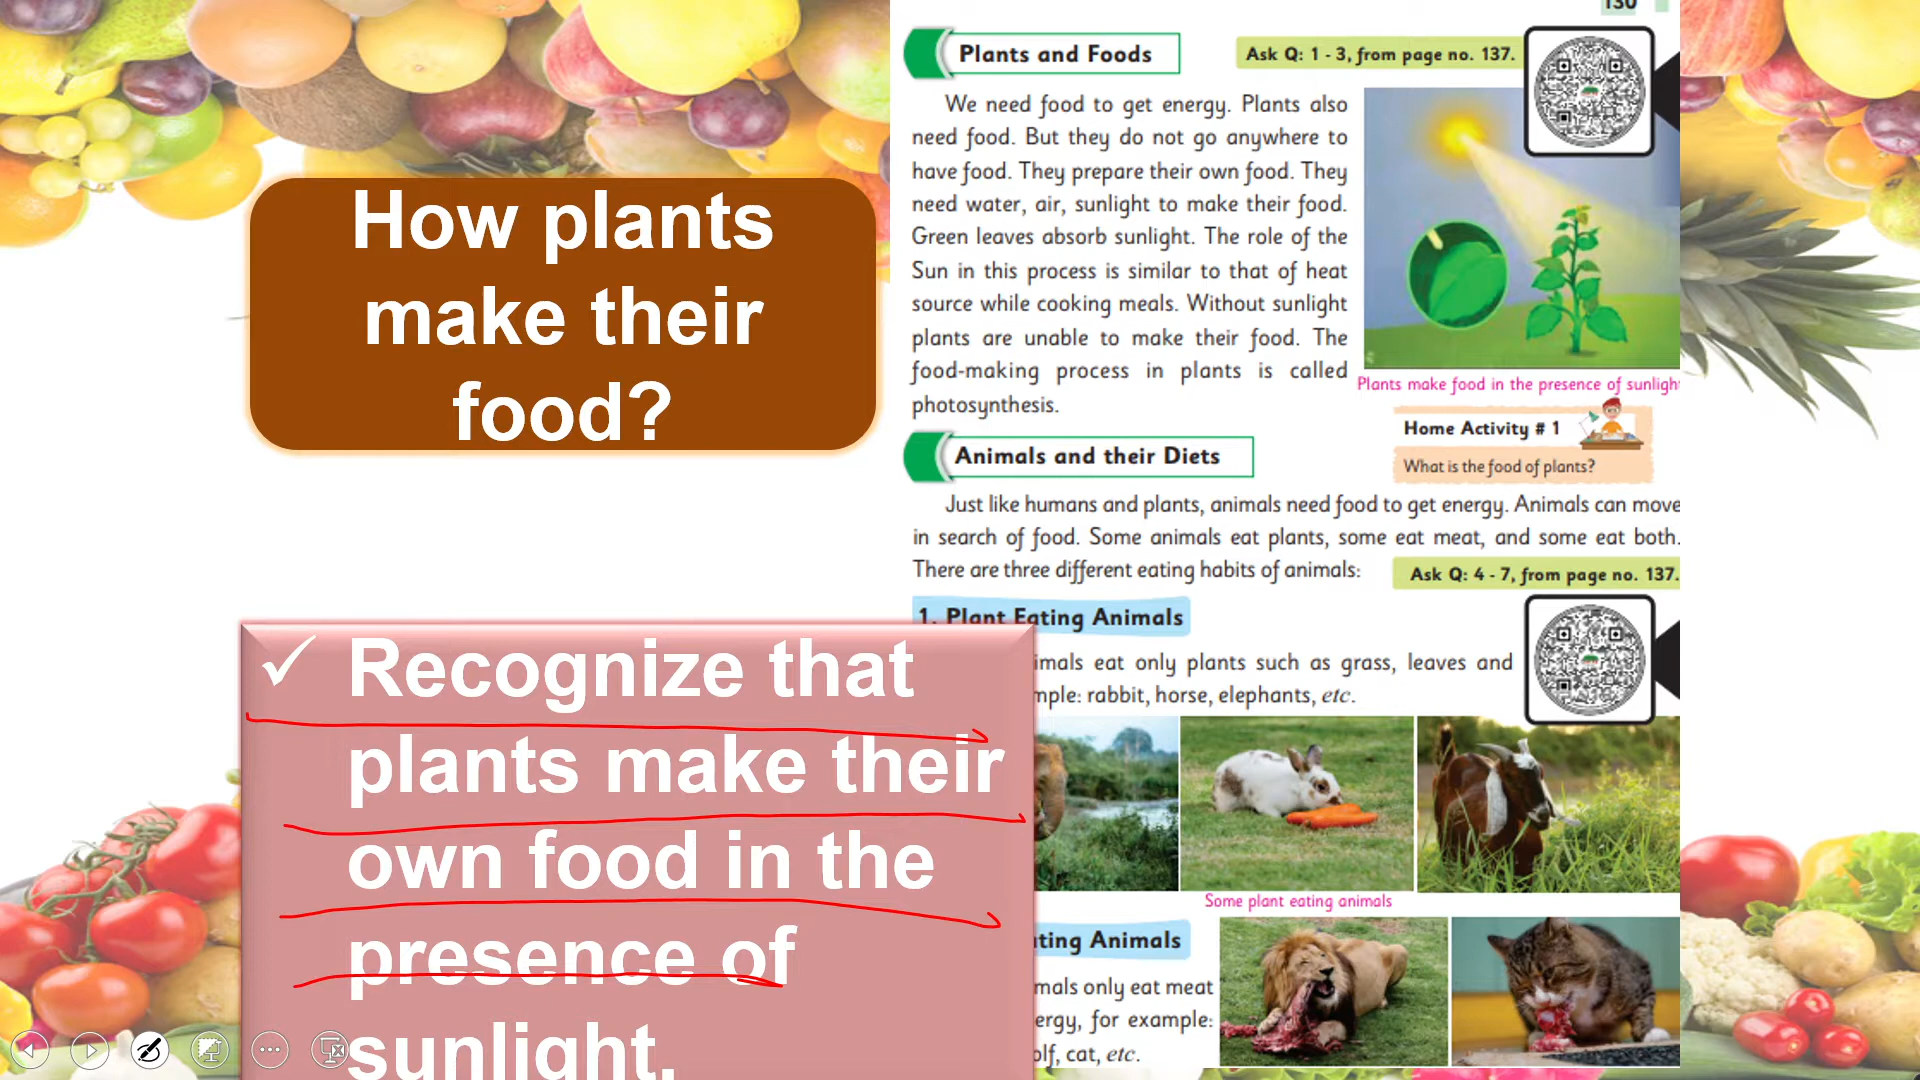 How plants
make their
food?
✓ Recognize that
plants make their
own food in the
presence of
sunlight.
130
Plants and Foods
Ask Q: 1 - 3, from page no. 137.
We need food to get energy. Plants also
need food. But they do not go anywhere to
have food. They prepare their own food. They
need water, air, sunlight to make their food.
Green leaves absorb sunlight. The role of the
Sun in this process is similar to that of heat
source while cooking meals. Without sunlight
plants are unable to make their food. The
food-making process in plants is called
photosynthesis.
Plants make food in the presence of sunligh
Home Activity # 1
What is the food of plants?
Animals and their Diets
Just like humans and plants, animals need food to get energy. Animals can move
in search of food. Some animals eat plants, some eat meat, and some eat both.
There are three different eating habits of animals:
Ask Q: 4 - 7, from page no. 137.
1. Plant Eating Animals
imals eat only plants such as grass, leaves and
mple: rabbit, horse, elephants, etc.
Some plant eating animals
ating Animals
mals only eat meat
ergy, for example:
olf, cat, etc.